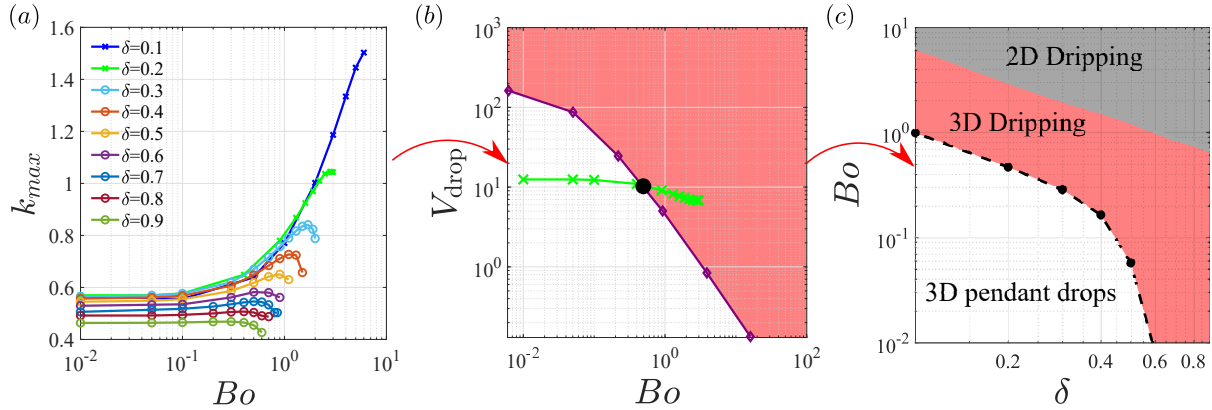 (a)
k_max
1.6
1.4
1.2
1
0.8
0.6
0.4
δ=0.1
δ=0.2
δ=0.3
δ=0.4
δ=0.5
δ=0.6
δ=0.7
δ=0.8
δ=0.9
10^-2 10^-1 10^0 10^1
Bo
(b)
V_drop
10^3
10^2
10^1
10^0
10^-2 10^0 10^2
Bo
(c)
Bo
10^1
10^0
10^-1
10^-2
2D Dripping
3D Dripping
3D pendant drops
0.2 0.4 0.6 0.8
δ